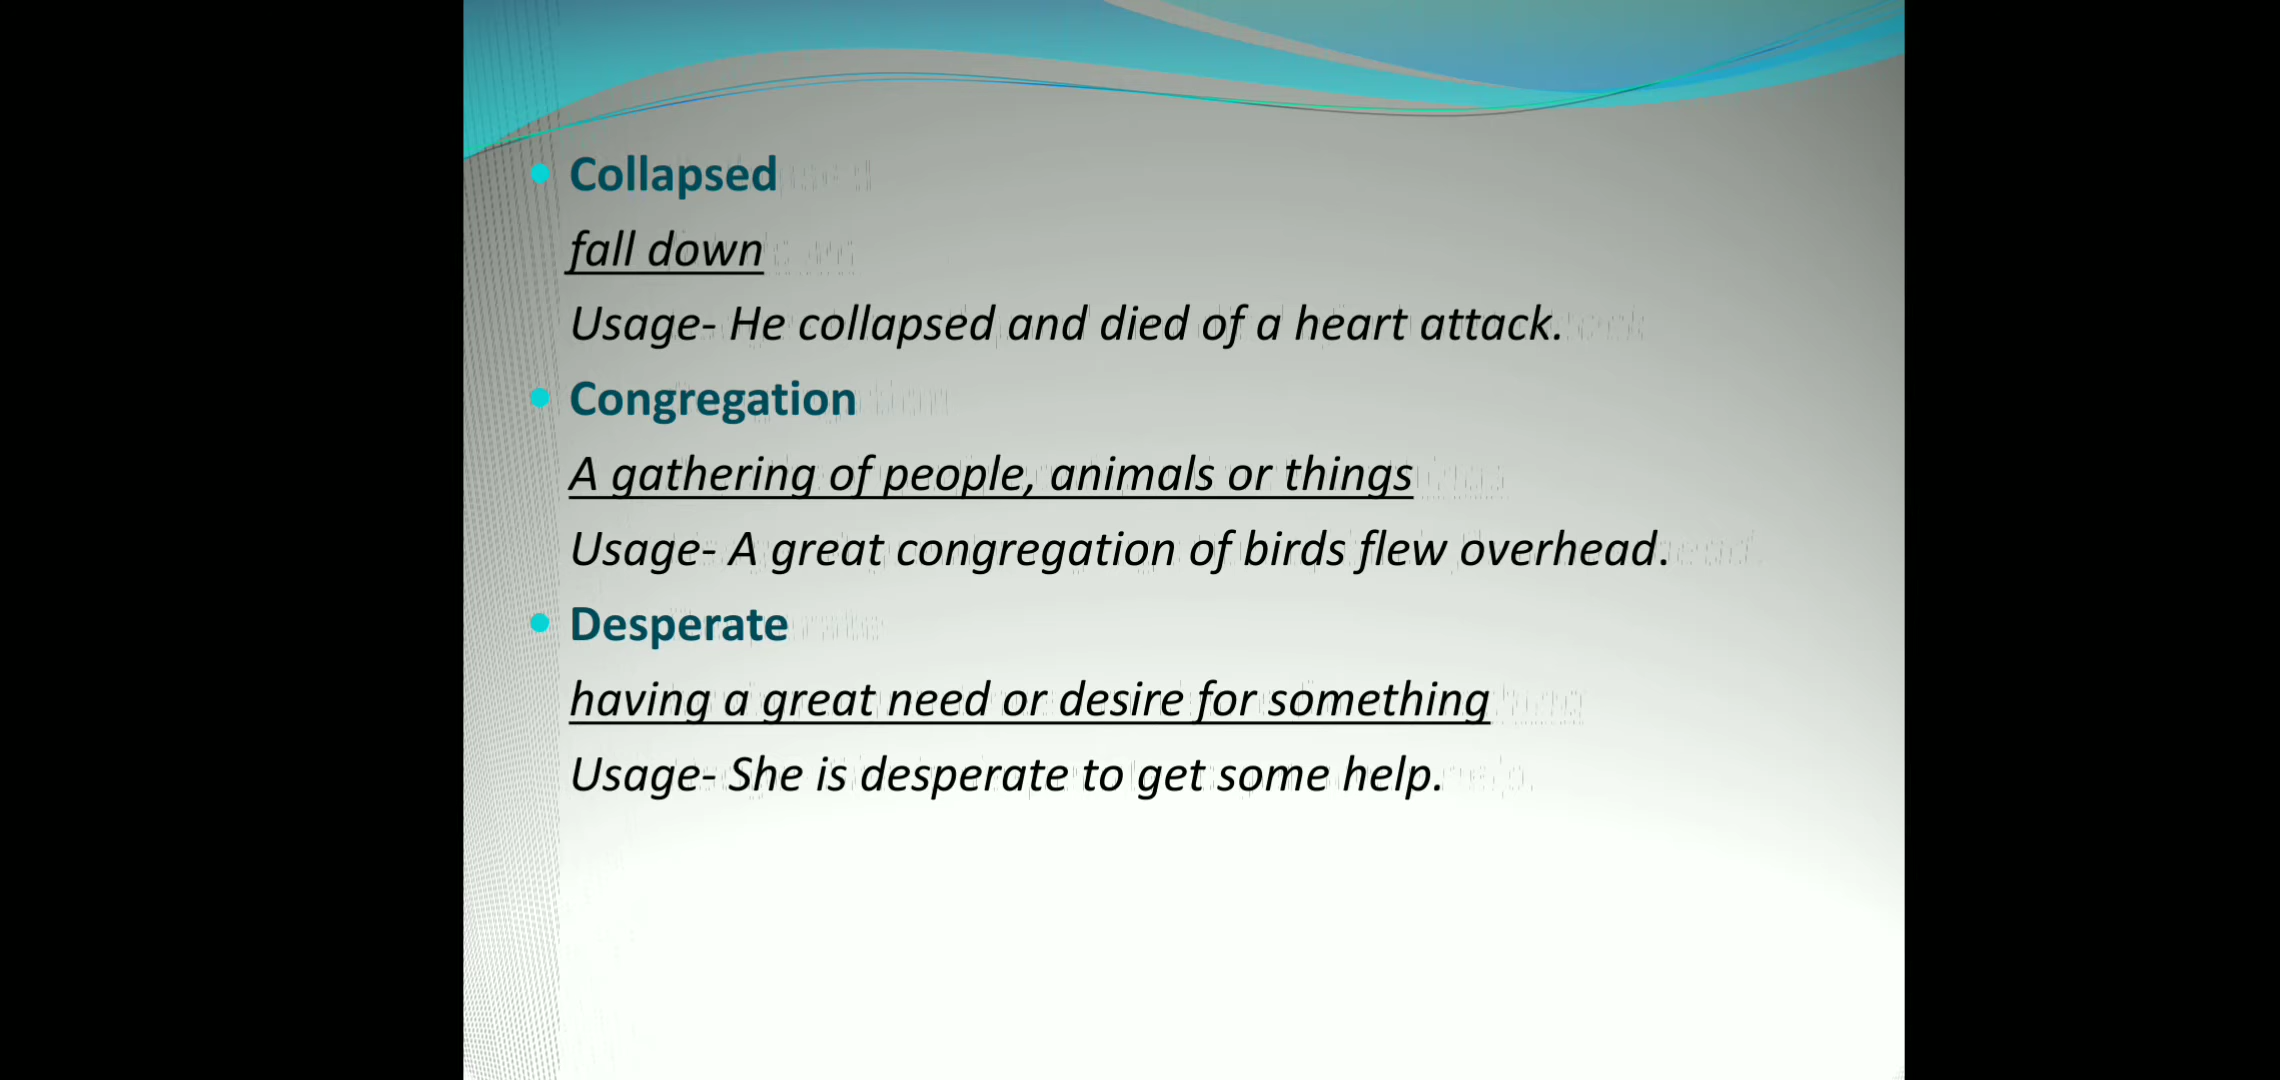 Collapsed
fall down
Usage- He collapsed and died of a heart attack.
Congregation
A gathering of people, animals or things
Usage- A great congregation of birds flew overhead.
Desperate
having a great need or desire for something
Usage- She is desperate to get some help.